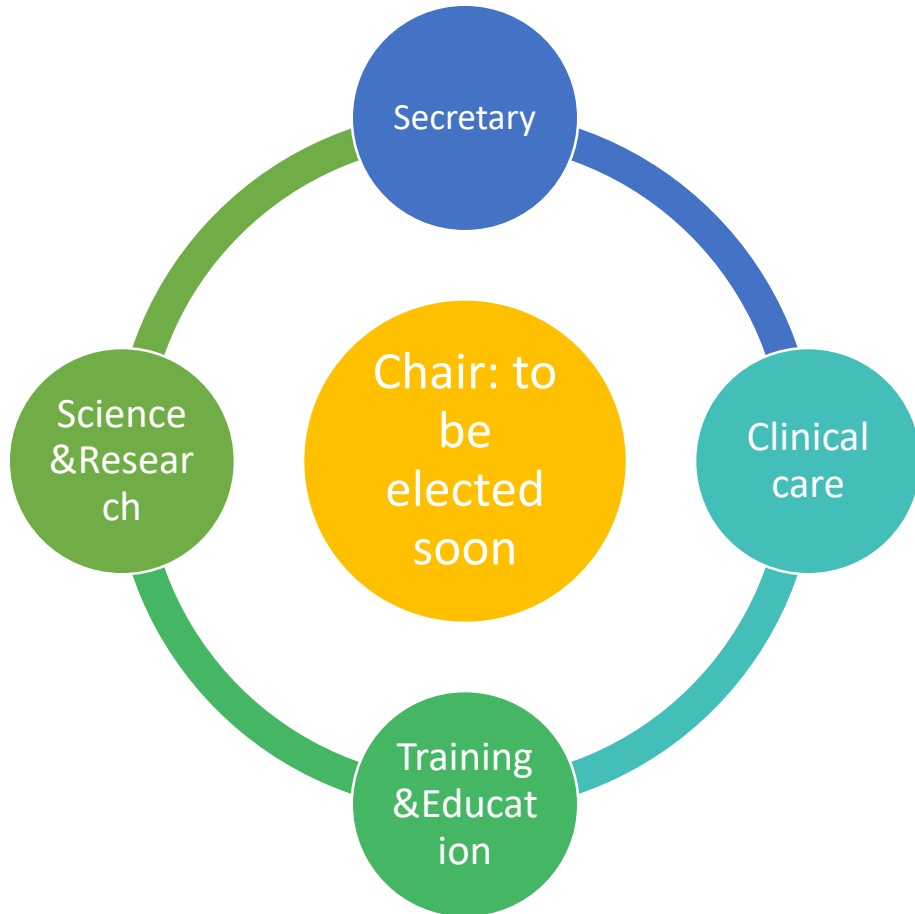 Secretary
Chair: to
be
elected
soon
Science
&Resear
ch
Clinical
care
Training
&Educat
ion